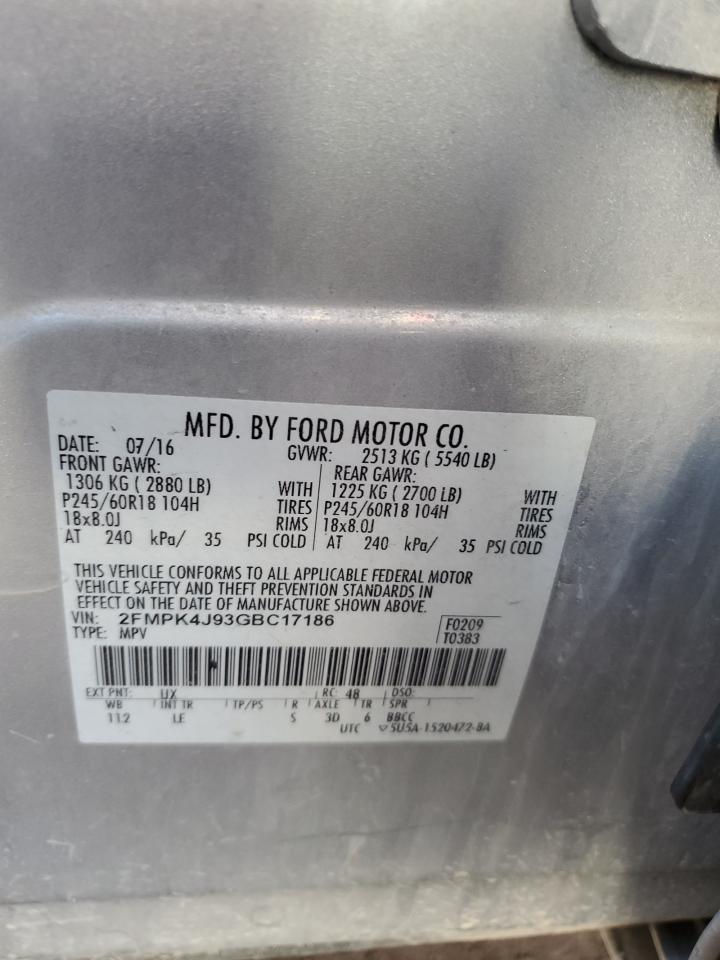 MFD. BY FORD MOTOR CO.
DATE: 07/16 GVWR: 2513 KG ( 5540 LB)
FRONT GAWR: REAR GAWR:
1306 KG ( 2880 LB) WITH 1225 KG ( 2700 LB) WITH
P245/60R18 104H TIRES P245/60R18 104H TIRES
18x8.0J RIMS 18x8.0J RIMS
AT 240 kPa/ 35 PSI COLD AT 240 kPa/ 35 PSI COLD
THIS VEHICLE CONFORMS TO ALL APPLICABLE FEDERAL MOTOR
VEHICLE SAFETY AND THEFT PREVENTION STANDARDS IN
EFFECT ON THE DATE OF MANUFACTURE SHOWN ABOVE.
VIN: 2FMPK4J93GBC17186 F0209
TYPE: MPV T0383
EXT PNT: UX RC: 48 DSO:
WB INT TR TP/PS R AXLE TR SPR
112 LE S 3D 6 BBCC
UTC 5U5A-1520472-BA